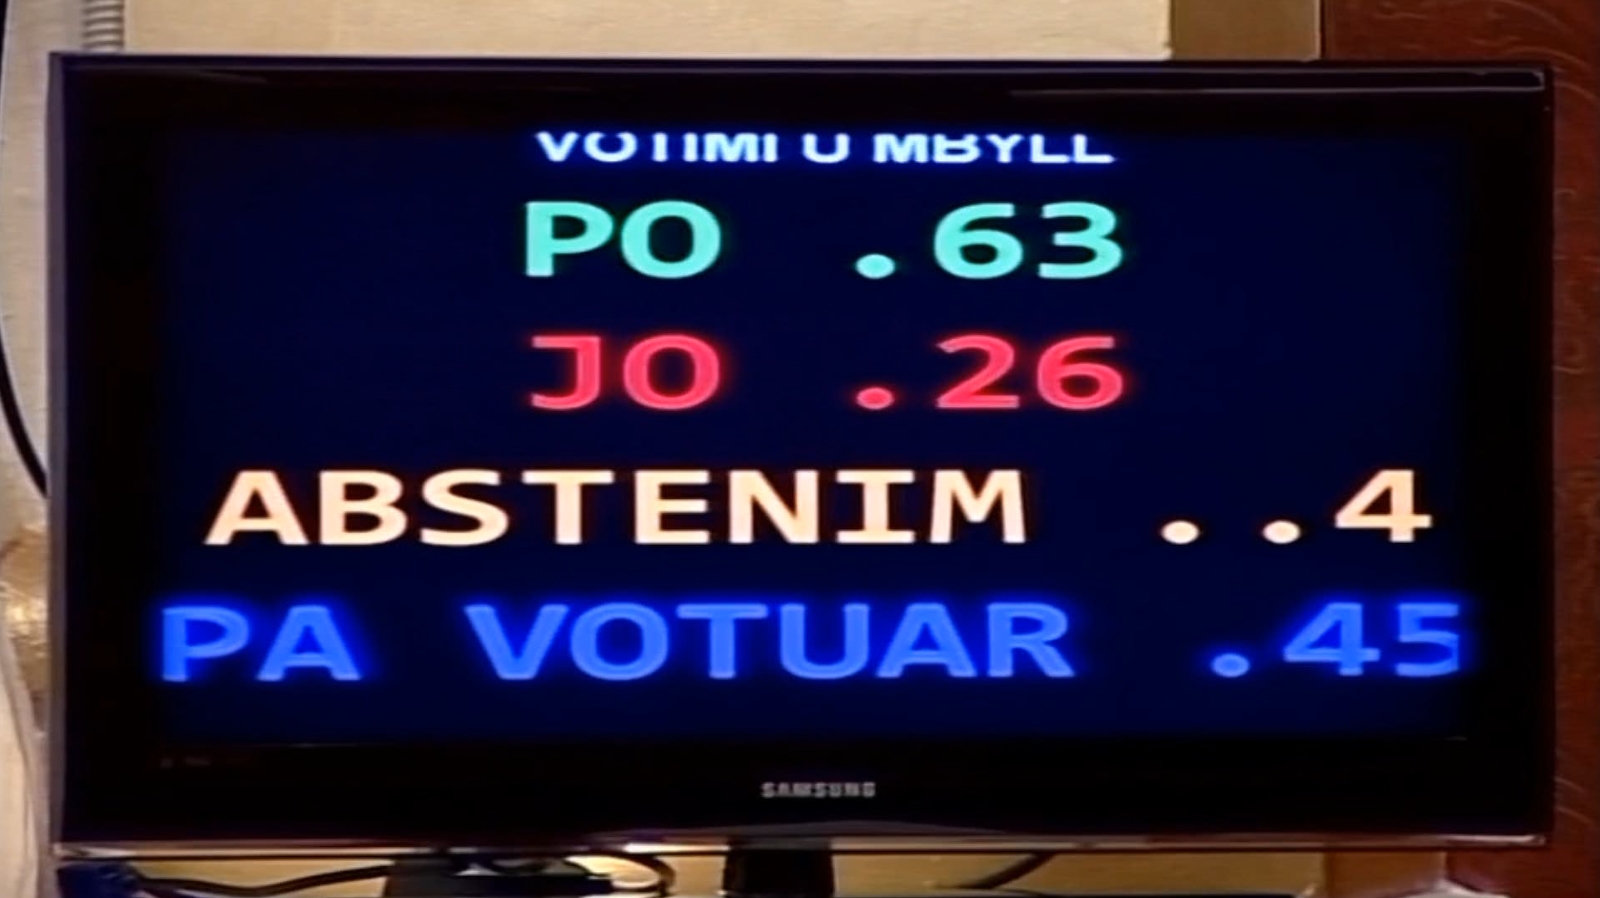 VOTIMI U MBYLL
PO .63
JO .26
ABSTENIM ..4
PA VOTUAR .45
SAMSUNG